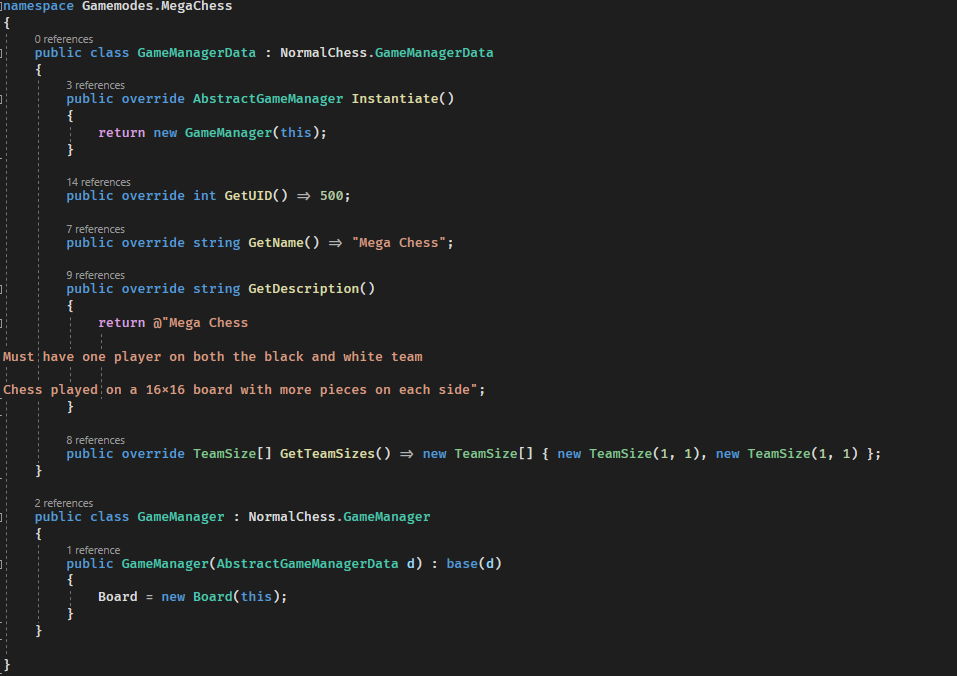 namespace Gamemodes.MegaChess
{
0 references
public class GameManagerData : NormalChess.GameManagerData
{
3 references
public override AbstractGameManager Instantiate()
{
return new GameManager(this);
}
14 references
public override int GetUID() => 500;
7 references
public override string GetName() => "Mega Chess";
9 references
public override string GetDescription()
{
return @"Mega Chess
Must have one player on both the black and white team
Chess played on a 16×16 board with more pieces on each side";
}
8 references
public override TeamSize[] GetTeamSizes() => new TeamSize[] { new TeamSize(1, 1), new TeamSize(1, 1) };
}
2 references
public class GameManager : NormalChess.GameManager
{
1 reference
public GameManager(AbstractGameManagerData d) : base(d)
{
Board = new Board(this);
}
}
}